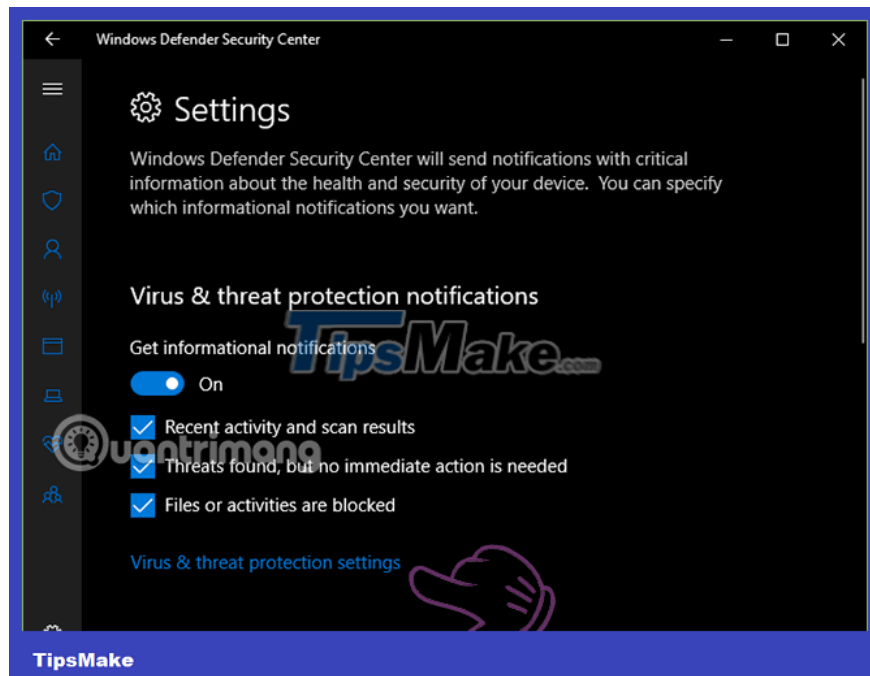 Windows Defender Security Center
Settings
Windows Defender Security Center will send notifications with critical
information about the health and security of your device. You can specify
which informational notifications you want.
Virus & threat protection notifications
Get informational notifications
TipsMake.com
On
Recent activity and scan results
Quantrimang
Threats found, but no immediate action is needed
Files or activities are blocked
Virus & threat protection settings
TipsMake